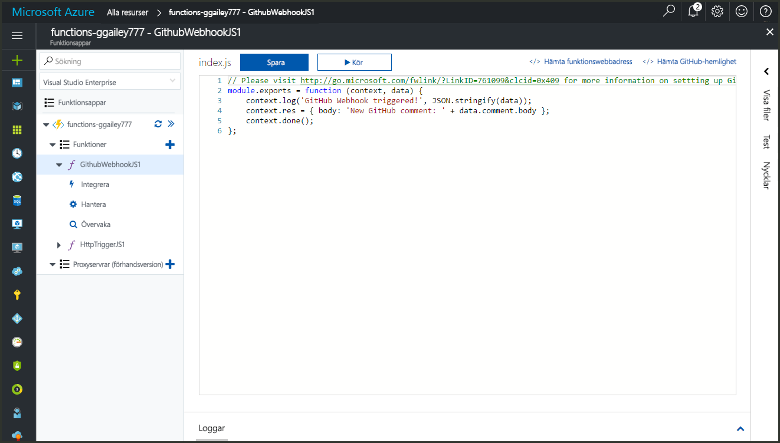 Microsoft Azure Alla resurser > functions-ggailey777 - GithubWebhookJS1
2
functions-ggailey777 - GithubWebhookJS1
Funktionsappar
Sökning
Visual Studio Enterprise
Funktionsappar
functions-ggailey777
Funktioner
GithubWebhookJS1
Integrera
Hantera
Övervaka
HttpTriggerJS1
Proxyservrar (förhandsversion)
index.js Spara Kör </> Hämta funktionswebbadress </> Hämta GitHub-hemlighet
1 // Please visit http://go.microsoft.com/fwlink/?LinkID=761099&clcid=0x409 for more information on settting up Gi
2 module.exports = function (context, data) {
3 context.log('GitHub Webhook triggered!', JSON.stringify(data));
4 context.res = { body: 'New GitHub comment: ' + data.comment.body };
5 context.done();
6 };
Loggar
Visa filer
Test
Nycklar